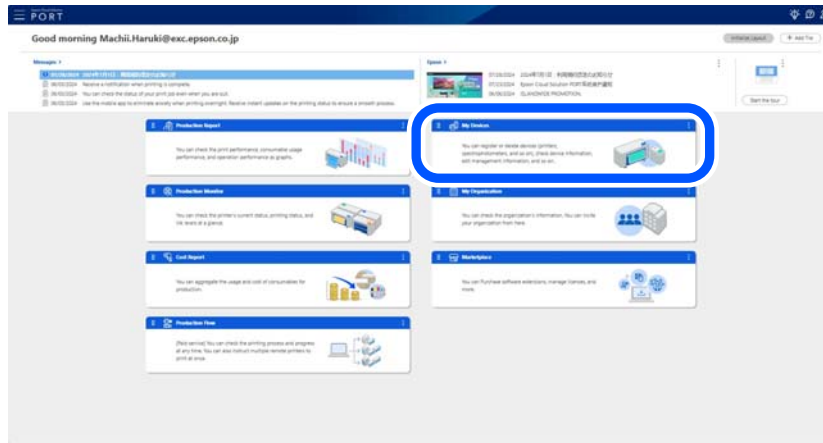 Epson Cloud Solution
PORT
Good morning Machii.Haruki@exc.epson.co.jp
Initialize Layout
+ Add Tile
Messages >
06/03/2024 Receive a notification when printing is complete.
06/03/2024 You can check the status of your print job even when you are out.
06/03/2024 Use the mobile app to eliminate anxiety when printing overnight. Receive instant updates on the printing status to ensure a smooth process.
Epson >
07/26/2024
07/23/2024 Epson Cloud Solution PORT
06/06/2024 GLAMOWFER PROMOTION.
Start the tour
Production Report
You can check the print performance, consumable usage
performance, and operation performance as graphs.
My Devices
You can register or delete devices (printers,
spectrophotometers, and so on), check device information,
edit management information, and so on.
Production Monitor
You can check the printer's current status, printing status, and
ink levels at a glance.
My Organization
You can check the organization's information. You can invite
your organization from here.
Cost Report
You can aggregate the usage and cost of consumables for
production.
Marketplace
You can Purchase software extensions, manage licenses, and
more.
Production Flow
[Paid service] You can check the printing process and progress
at any time. You can also instruct multiple remote printers to
print at once.